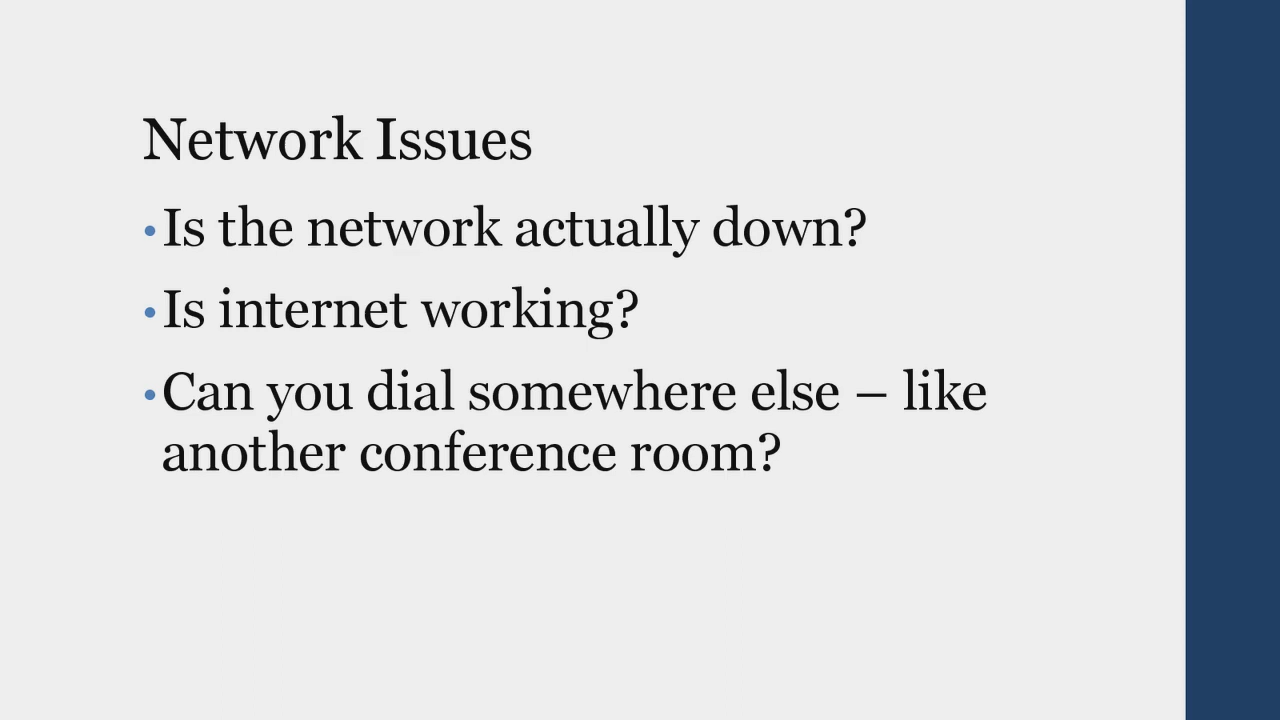 Network Issues
•Is the network actually down?
•Is internet working?
•Can you dial somewhere else – like
another conference room?